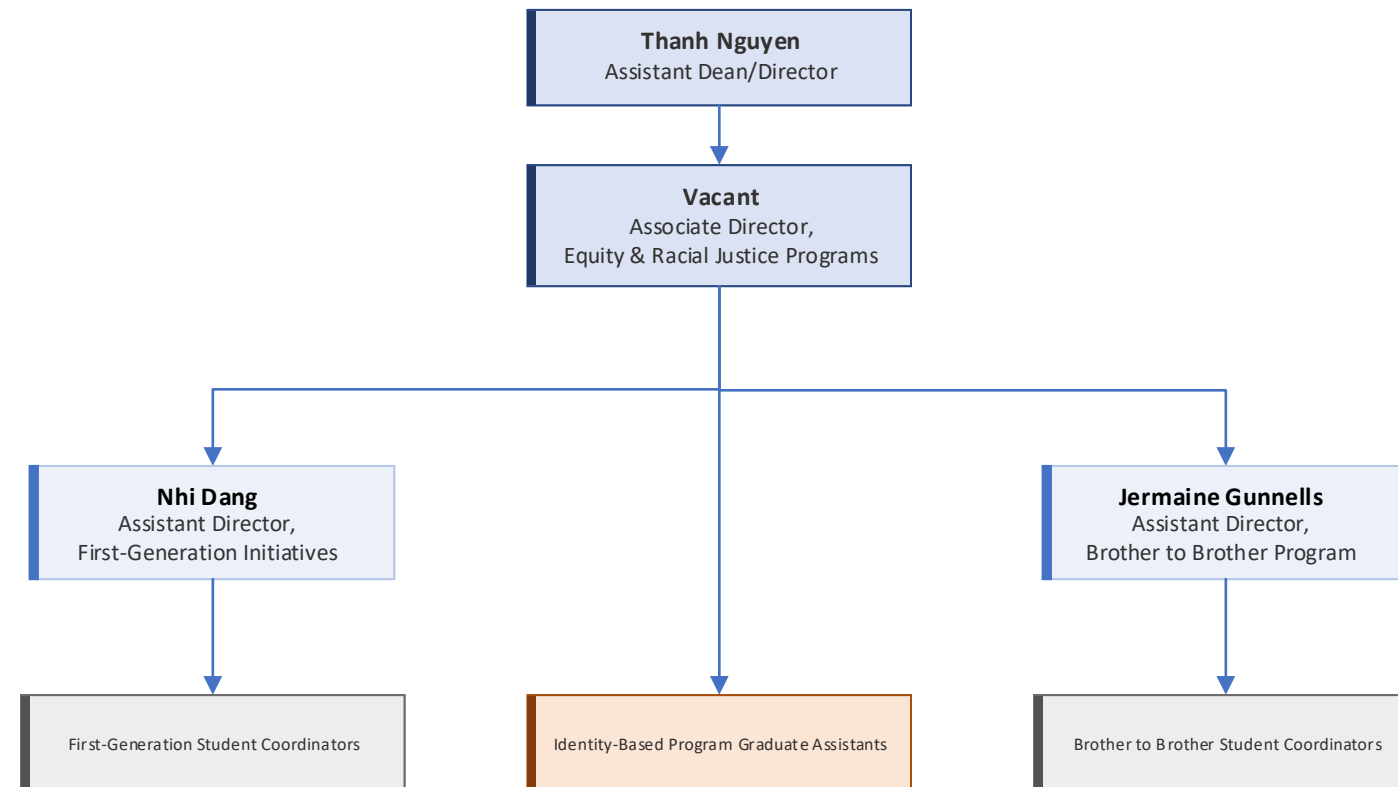 Thanh Nguyen
Assistant Dean/Director
Vacant
Associate Director,
Equity & Racial Justice Programs
Nhi Dang
Assistant Director,
First-Generation Initiatives
Jermaine Gunnells
Assistant Director,
Brother to Brother Program
First-Generation Student Coordinators
Identity-Based Program Graduate Assistants
Brother to Brother Student Coordinators